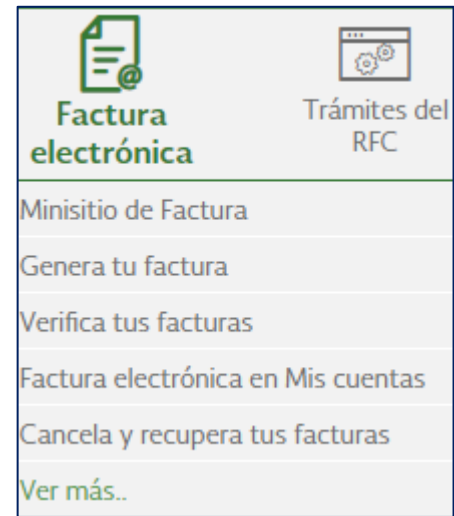 @
Factura
electrónica
Trámites del
RFC
Minisitio de Factura
Genera tu factura
Verifica tus facturas
Factura electrónica en Mis cuentas
Cancela y recupera tus facturas
Ver más..